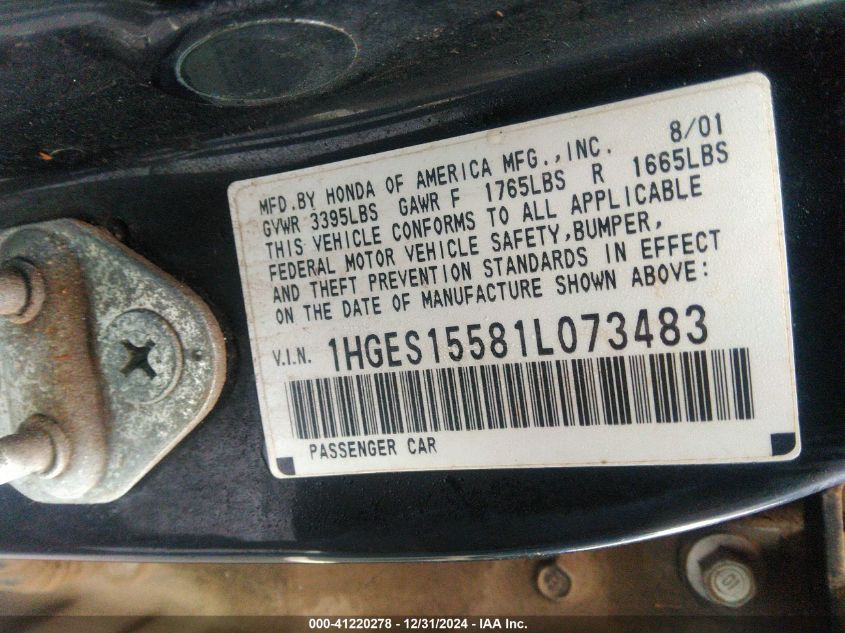 8/01
MFD.BY HONDA OF AMERICA MFG.,INC.
GVWR 3395LBS GAWR F 1765LBS R 1665LBS
THIS VEHICLE CONFORMS TO ALL APPLICABLE
FEDERAL MOTOR VEHICLE SAFETY,BUMPER,
AND THEFT PREVENTION STANDARDS IN EFFECT
ON THE DATE OF MANUFACTURE SHOWN ABOVE:
V.I.N. 1HGES15581L073483
PASSENGER CAR
000-41220278 - 12/31/2024 - IAA Inc.